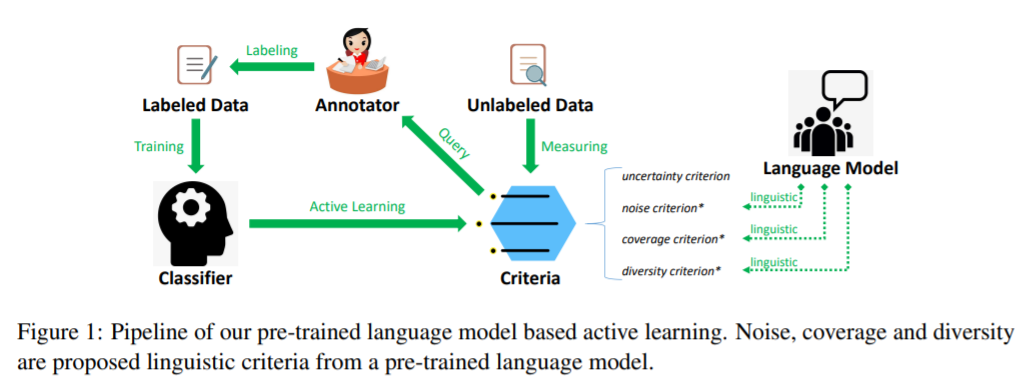 Labeling
Labeled Data
Annotator
Unlabeled Data
Training
Query
Measuring
Language Model
uncertainty criterion
noise criterion*
linguistic
coverage criterion*
linguistic
diversity criterion*
linguistic
Active Learning
Classifier
Criteria
Figure 1: Pipeline of our pre-trained language model based active learning. Noise, coverage and diversity
are proposed linguistic criteria from a pre-trained language model.